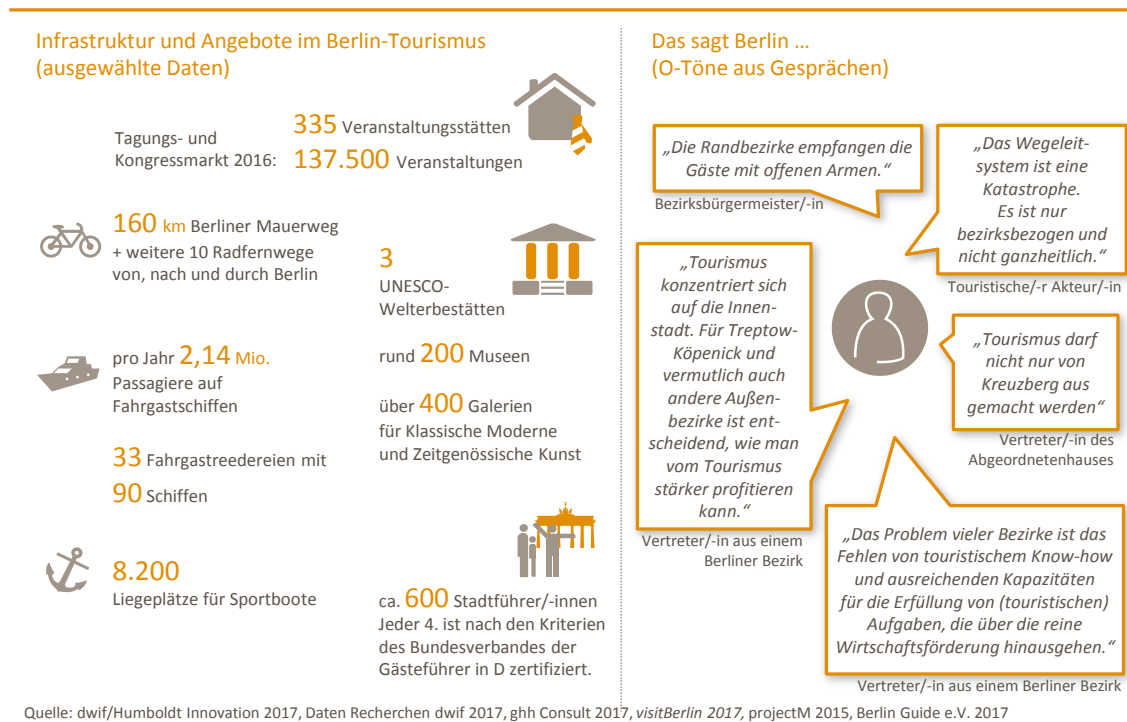 Infrastruktur und Angebote im Berlin-Tourismus
(ausgewählte Daten)
Tagungs- und
Kongressmarkt 2016:
335 Veranstaltungsstätten
137.500 Veranstaltungen
160 km Berliner Mauerweg
+ weitere 10 Radfernwege
von, nach und durch Berlin
3
UNESCO-
Welterbestätten
pro Jahr 2,14 Mio.
Passagiere auf
Fahrgastschiffen
rund 200 Museen
über 400 Galerien
für Klassische Moderne
und Zeitgenössische Kunst
33 Fahrgastreedereien mit
90 Schiffen
8.200
Liegeplätze für Sportboote
ca. 600 Stadtführer/-innen
Jeder 4. ist nach den Kriterien
des Bundesverbandes der
Gästeführer in D zertifiziert.
Das sagt Berlin …
(O-Töne aus Gesprächen)
„Die Randbezirke empfangen die
Gäste mit offenen Armen.“
Bezirksbürgermeister/-in
„Das Wegeleit-
system ist eine
Katastrophe.
Es ist nur
bezirksbezogen und
nicht ganzheitlich.“
Touristische/-r Akteur/-in
„Tourismus
konzentriert sich
auf die Innen-
stadt. Für Treptow-
Köpenick und
vermutlich auch
andere Außen-
bezirke ist ent-
scheidend, wie man
vom Tourismus
stärker profitieren
kann.“
Vertreter/-in aus einem
Berliner Bezirk
„Tourismus darf
nicht nur von
Kreuzberg aus
gemacht werden“
Vertreter/-in des
Abgeordnetenhauses
„Das Problem vieler Bezirke ist das
Fehlen von touristischem Know-how
und ausreichenden Kapazitäten
für die Erfüllung von (touristischen)
Aufgaben, die über die reine
Wirtschaftsförderung hinausgehen.“
Vertreter/-in aus einem Berliner Bezirk
Quelle: dwif/Humboldt Innovation 2017, Daten Recherchen dwif 2017, ghh Consult 2017, visitBerlin 2017, projectM 2015, Berlin Guide e.V. 2017